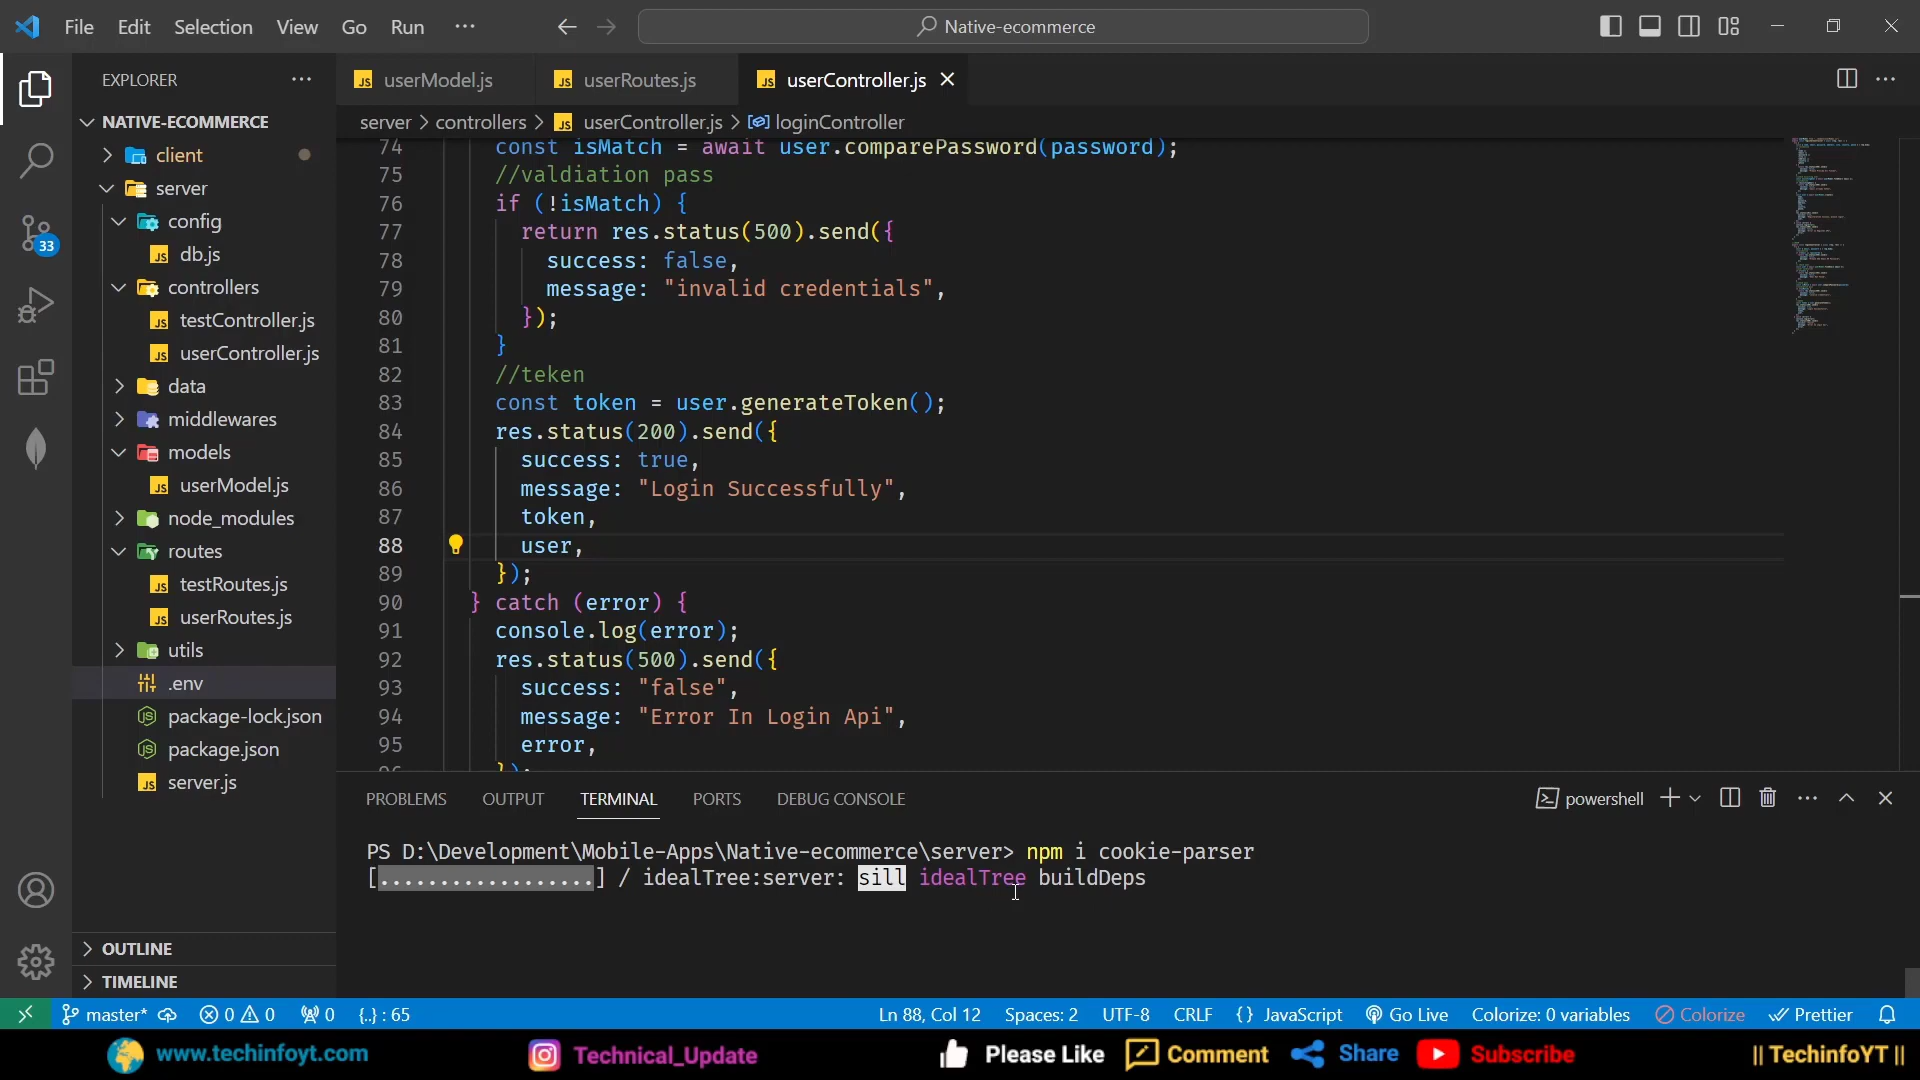 File Edit Selection View Go Run ···
Native-ecommerce
EXPLORER
userModel.js
userRoutes.js
userController.js
NATIVE-ECOMMERCE
server > controllers > userController.js > loginController
client
server
config
db.js
controllers
testController.js
userController.js
data
middlewares
models
userModel.js
node_modules
routes
testRoutes.js
userRoutes.js
utils
.env
package-lock.json
package.json
server.js
33
OUTLINE
TIMELINE
74 const isMatch = await user.comparePassword(password);
75 //valdiation pass
76 if (!isMatch) {
77 return res.status(500).send({
78 success: false,
79 message: "invalid credentials",
80 });
81 }
82 //teken
83 const token = user.generateToken();
84 res.status(200).send({
85 success: true,
86 message: "Login Successfully",
87 token,
88 user,
89 });
90 } catch (error) {
91 console.log(error);
92 res.status(500).send({
93 success: "false",
94 message: "Error In Login Api",
95 error,
96 });
PROBLEMS OUTPUT TERMINAL PORTS DEBUG CONSOLE
powershell
PS D:\Development\Mobile-Apps\Native-ecommerce\server> npm i cookie-parser
[..................] / idealTree:server: sill idealTree buildDeps
master* 0 0 0 {..} : 65
Ln 88, Col 12 Spaces: 2 UTF-8 CRLF {} JavaScript Go Live Colorize: 0 variables Colorize Prettier
www.techinfoyt.com Technical_Update Please Like Comment Share Subscribe || TechinfoYT ||